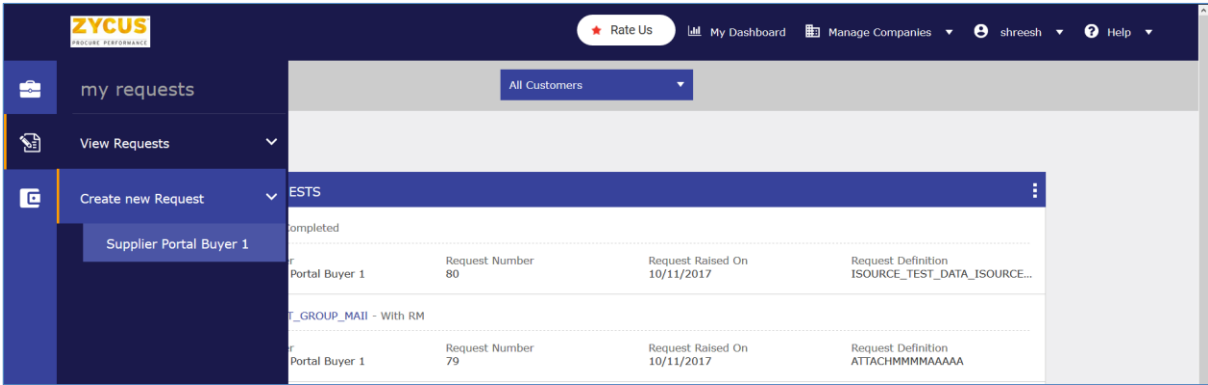 ZYCUS
PROCURE PERFORMANCE
Rate Us
My Dashboard
Manage Companies
shreesh
? Help
my requests
All Customers
View Requests
Create new Request
Supplier Portal Buyer 1
ESTS
Completed
r Request Number Request Raised On Request Definition
Portal Buyer 1 80 10/11/2017 ISOURCE_TEST_DATA_ISOURCE...
T_GROUP_MAIl - With RM
r Request Number Request Raised On Request Definition
Portal Buyer 1 79 10/11/2017 ATTACHMMMMAAAAA